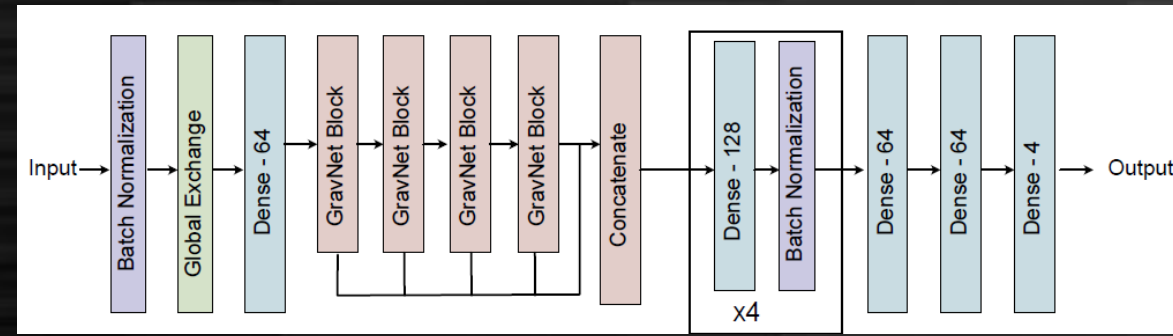 Input
Batch Normalization
Global Exchange
Dense - 64
GravNet Block
GravNet Block
GravNet Block
GravNet Block
Concatenate
Dense - 128
Batch Normalization
x4
Dense - 64
Dense - 64
Dense - 4
Output